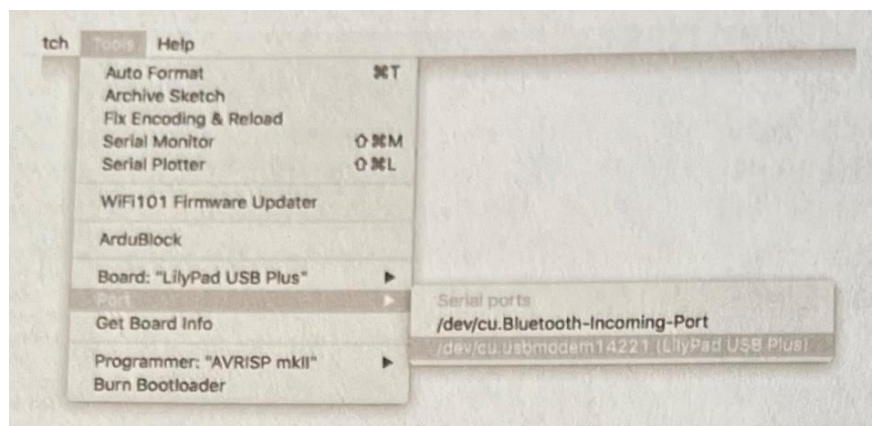 tch Tools Help
Auto Format ⌘T
Archive Sketch
Fix Encoding & Reload
Serial Monitor ⇧⌘M
Serial Plotter ⇧⌘L
WiFi101 Firmware Updater
ArduBlock
Board: "LilyPad USB Plus" ▶
Port ▶
Serial ports
/dev/cu.Bluetooth-Incoming-Port
/dev/cu.usbmodem14221 (LilyPad USB Plus)
Get Board Info
Programmer: "AVRISP mkII" ▶
Burn Bootloader